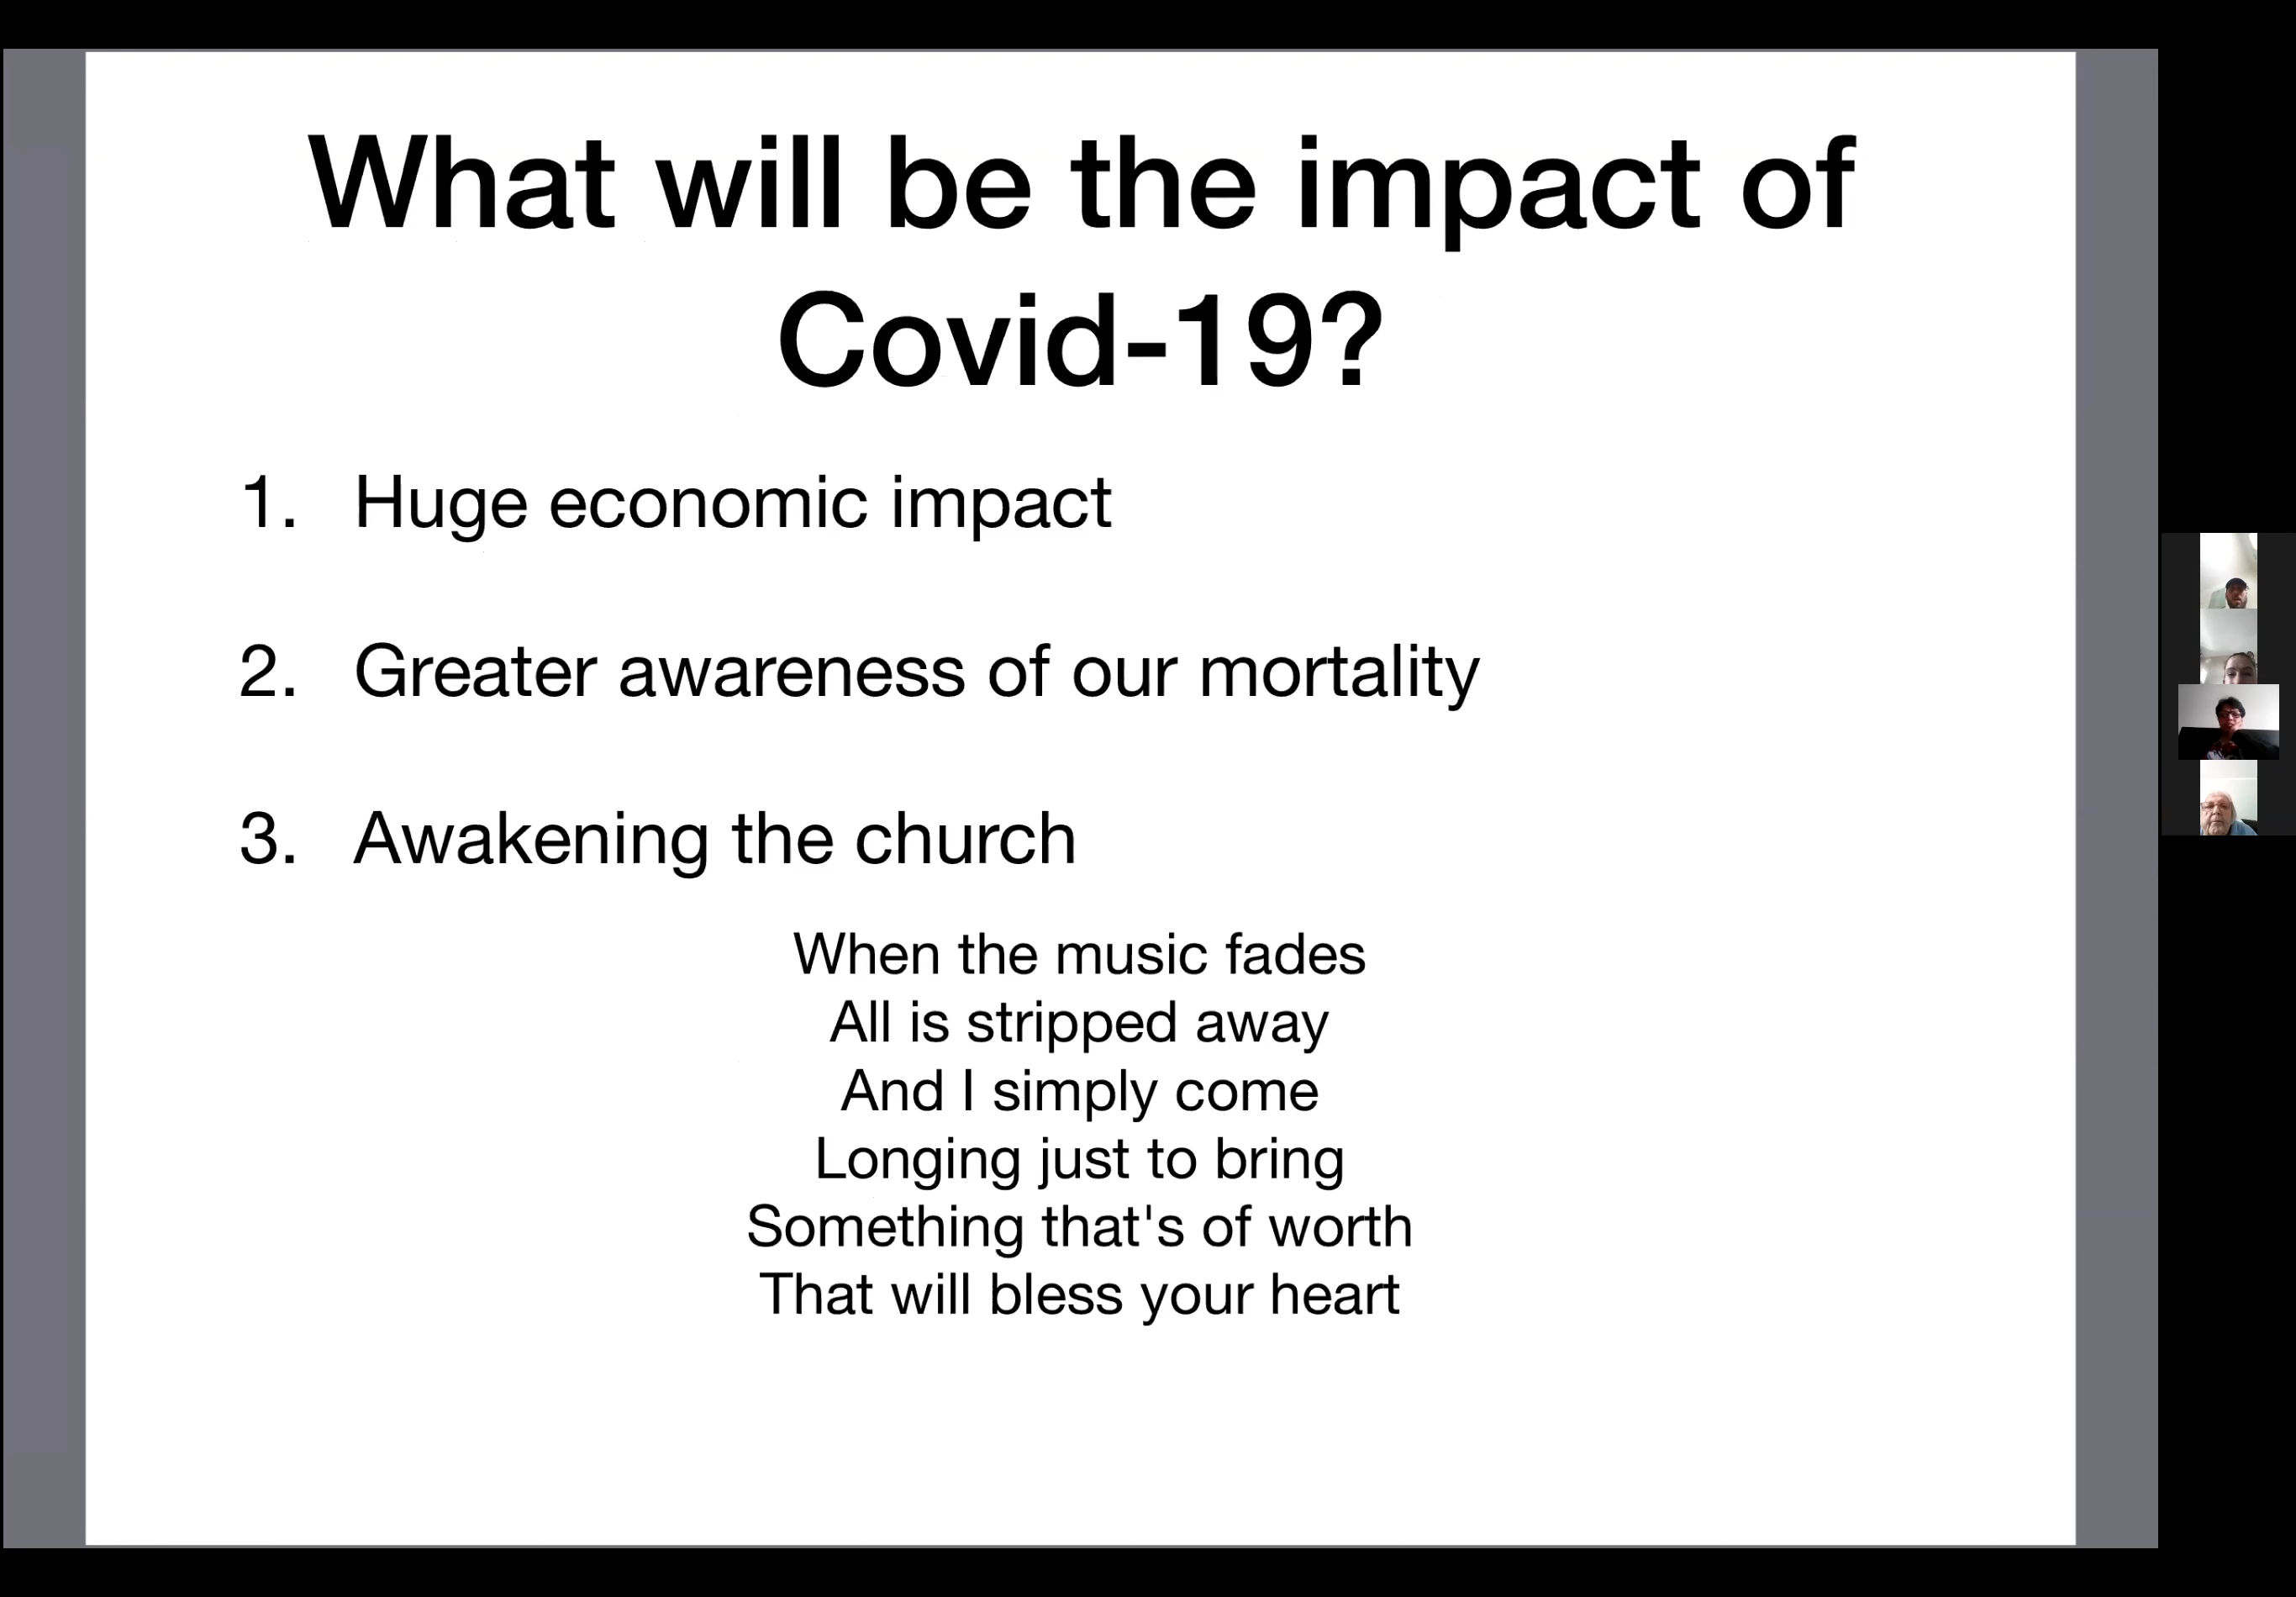 What will be the impact of
Covid-19?
1. Huge economic impact
2. Greater awareness of our mortality
3. Awakening the church
When the music fades
All is stripped away
And I simply come
Longing just to bring
Something that's of worth
That will bless your heart